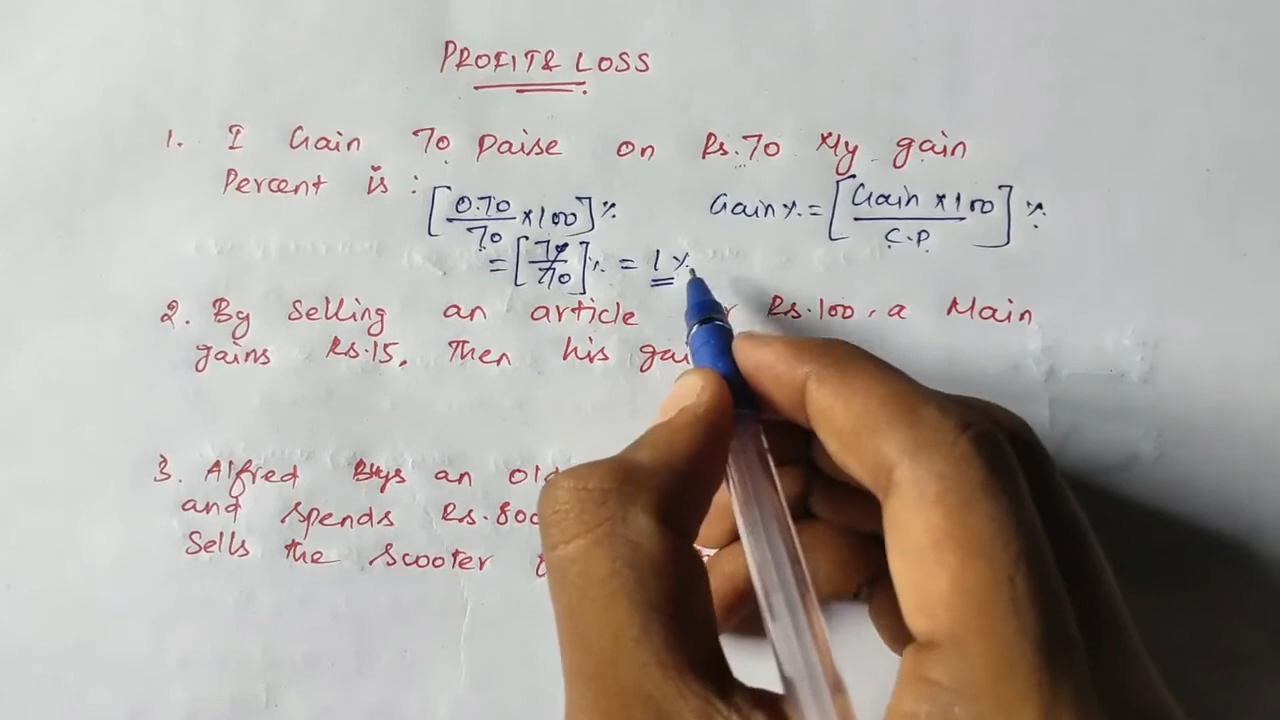 PROFIT & LOSS
1. I Gain 70 paise on Rs.70 My gain
Percent is :
[0.70/70 ×100]%
Gain% = [Gain ×100/C.P]%
= [70/70]% = 1%
2. By Selling an article Rs.100, a Main
gains Rs.15. Then his
3. Alfred Buys an
and spends Rs.
Sells the Scooter